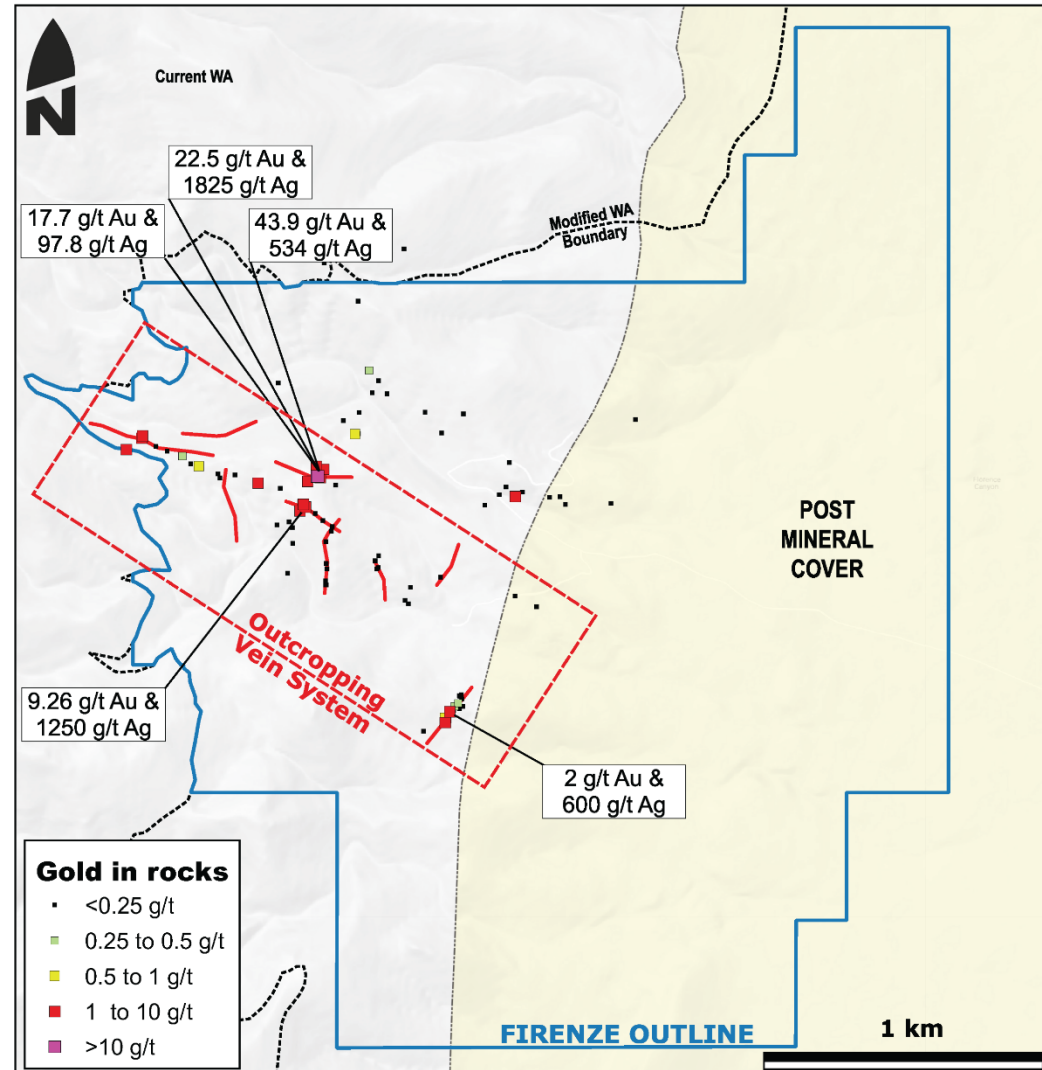 N
Current WA
22.5 g/t Au &
1825 g/t Ag
17.7 g/t Au &
97.8 g/t Ag
43.9 g/t Au &
534 g/t Ag
Modified WA
Boundary
POST
MINERAL
COVER
Outcropping
Vein System
9.26 g/t Au &
1250 g/t Ag
2 g/t Au &
600 g/t Ag
Gold in rocks
<0.25 g/t
0.25 to 0.5 g/t
0.5 to 1 g/t
1 to 10 g/t
>10 g/t
FIRENZE OUTLINE
1 km